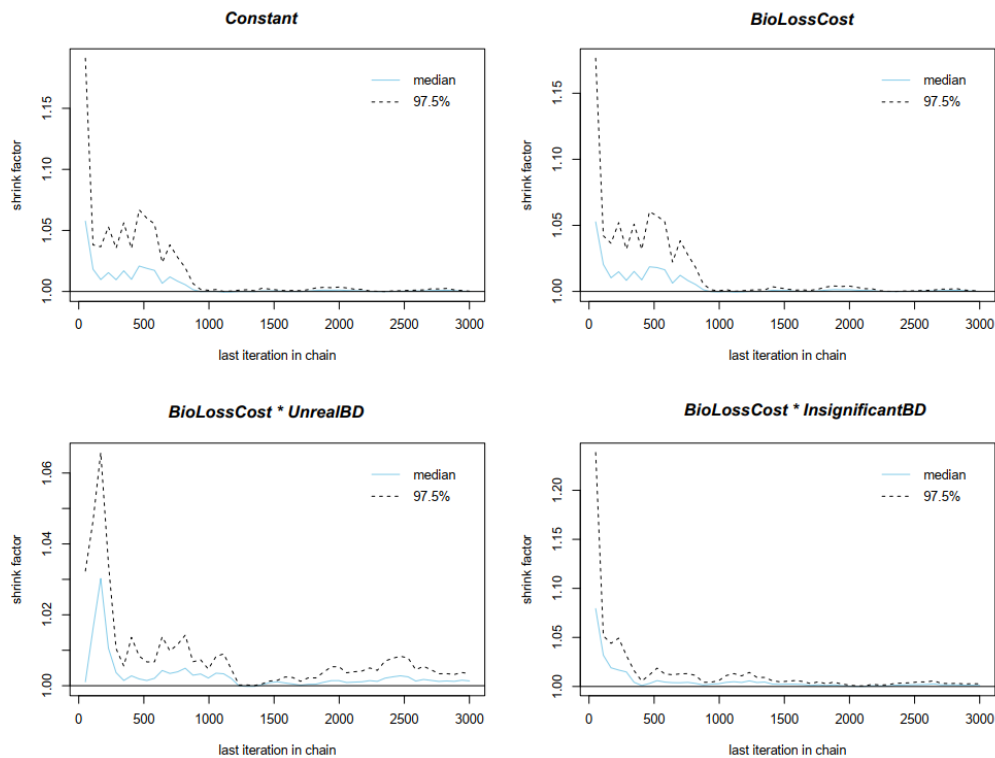 Constant
shrink factor
1.00 1.05 1.10 1.15
median
97.5%
0 500 1000 1500 2000 2500 3000
last iteration in chain
BioLossCost
shrink factor
1.00 1.05 1.10 1.15
median
97.5%
0 500 1000 1500 2000 2500 3000
last iteration in chain
BioLossCost * UnrealBD
shrink factor
1.00 1.02 1.04 1.06
median
97.5%
0 500 1000 1500 2000 2500 3000
last iteration in chain
BioLossCost * InsignificantBD
shrink factor
1.00 1.05 1.10 1.15 1.20
median
97.5%
0 500 1000 1500 2000 2500 3000
last iteration in chain